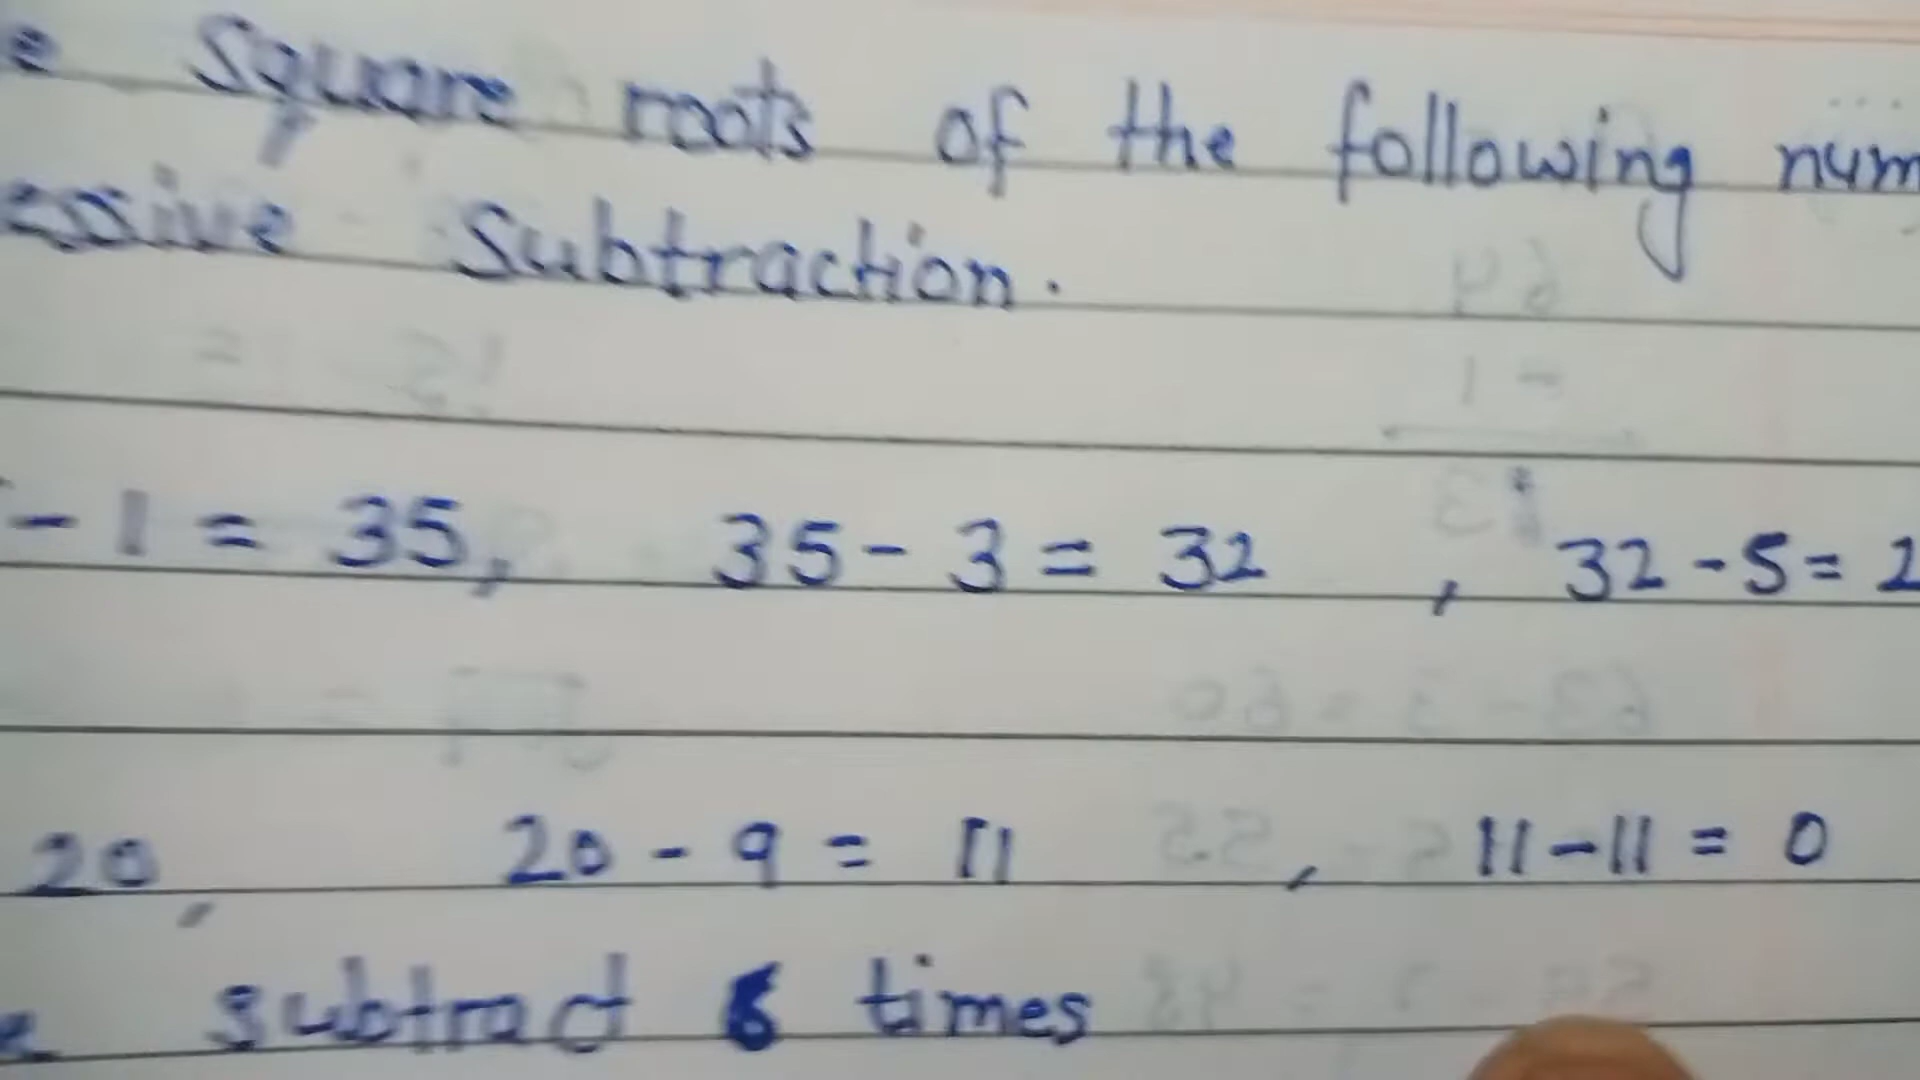 e square roots of the following num
essive subtraction.
- 1 = 35, 35 - 3 = 32 , 32 - 5 = 2
20, 20 - 9 = 11 , 11 - 11 = 0
e subtract 6 times